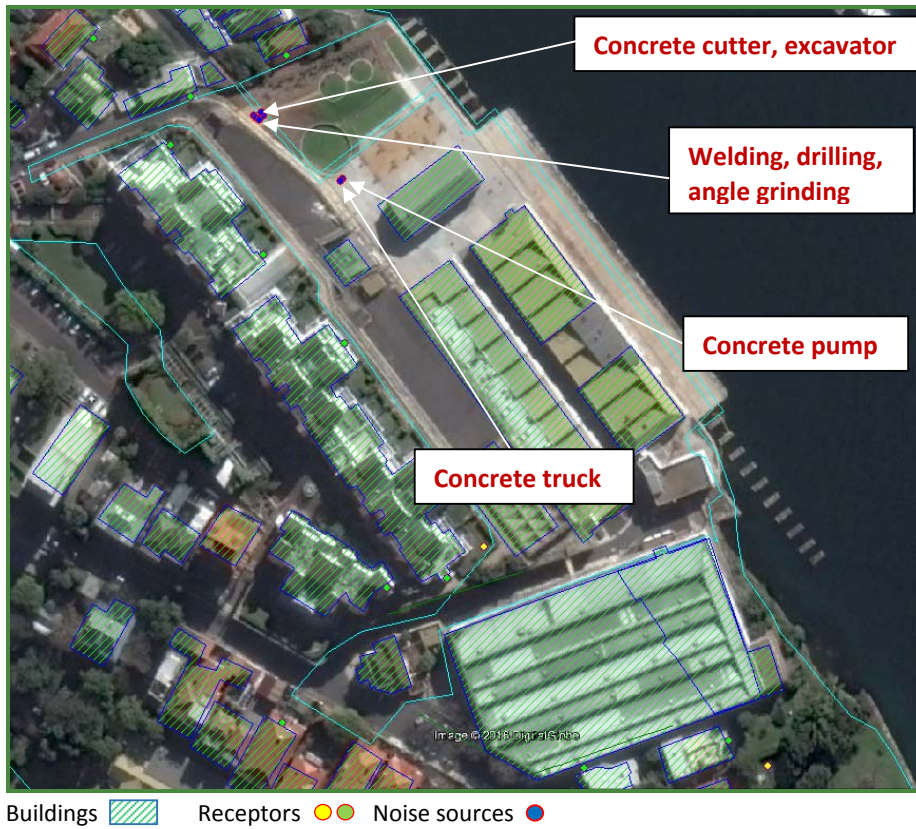 Concrete cutter, excavator
Welding, drilling,
angle grinding
Concrete pump
Concrete truck
Image © 2016 DigitalGlobe
Buildings Receptors Noise sources